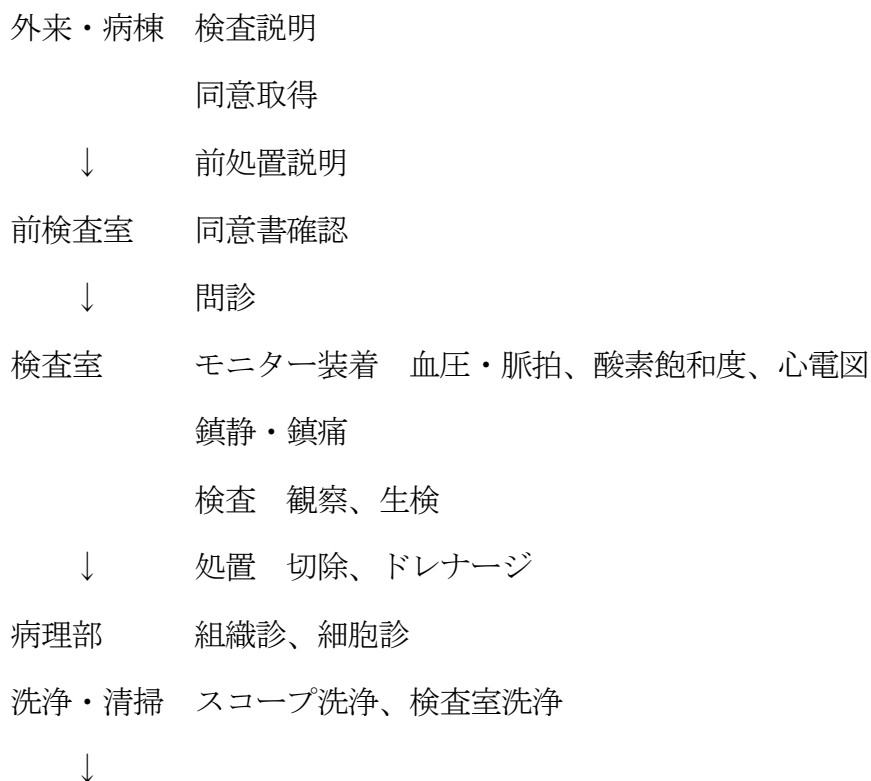 外来・病棟　検査説明
同意取得
↓　前処置説明
前検査室　同意書確認
↓　問診
検査室　モニター装着　血圧・脈拍、酸素飽和度、心電図
鎮静・鎮痛
検査　観察、生検
↓　処置　切除、ドレナージ
病理部　組織診、細胞診
洗浄・清掃　スコープ洗浄、検査室洗浄
↓